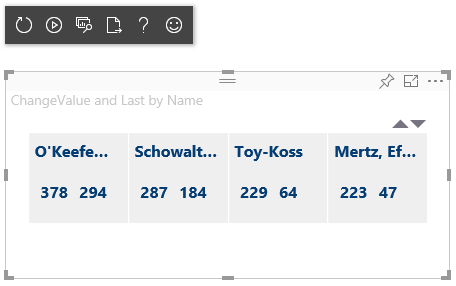 ChangeValue and Last by Name
O'Keefe... Schowalt... Toy-Koss Mertz, Ef...
378 294 287 184 229 64 223 47